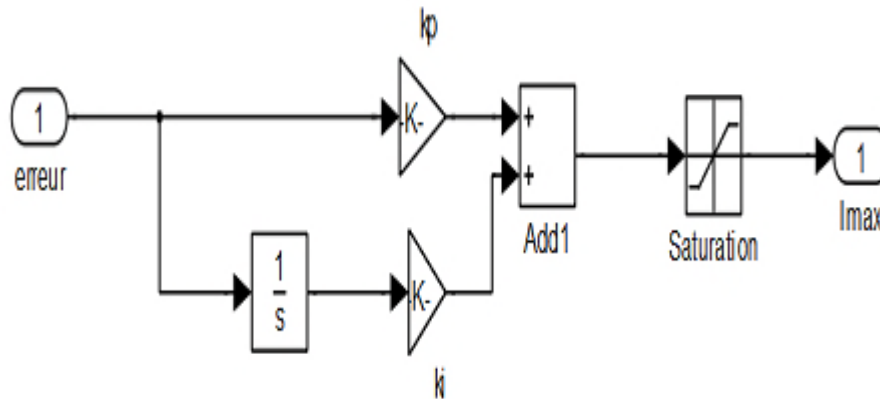 kp
1
erreur
-K-
+
+
Add1
Saturation
1
Imax
1
s
-K-
ki